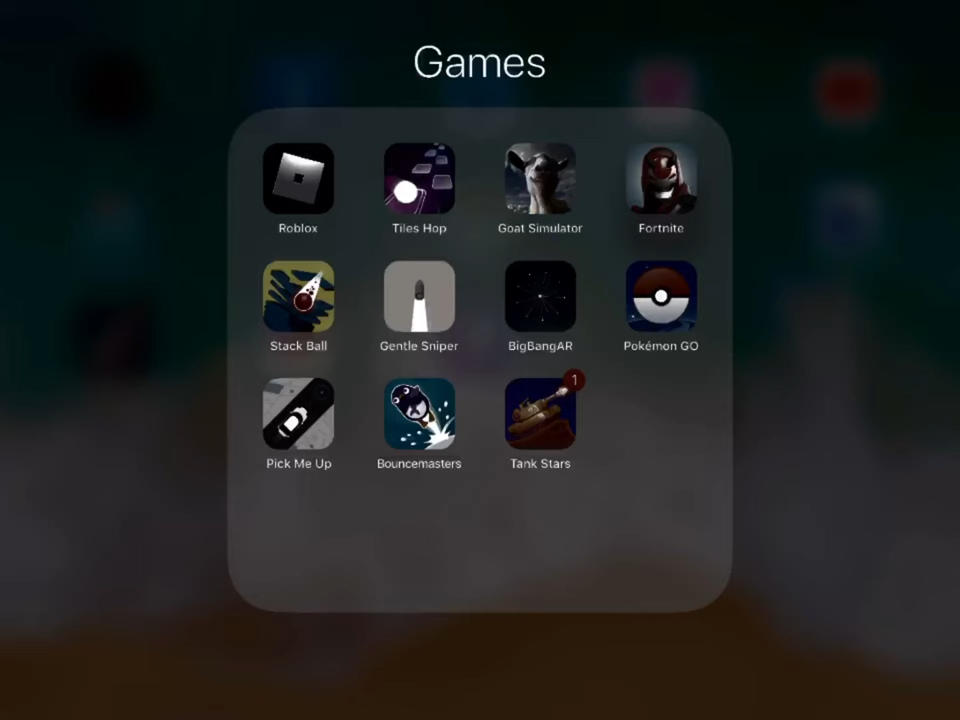 Games
Roblox
Tiles Hop
Goat Simulator
Fortnite
Stack Ball
Gentle Sniper
BigBangAR
Pokémon GO
1
Pick Me Up
Bouncemasters
Tank Stars